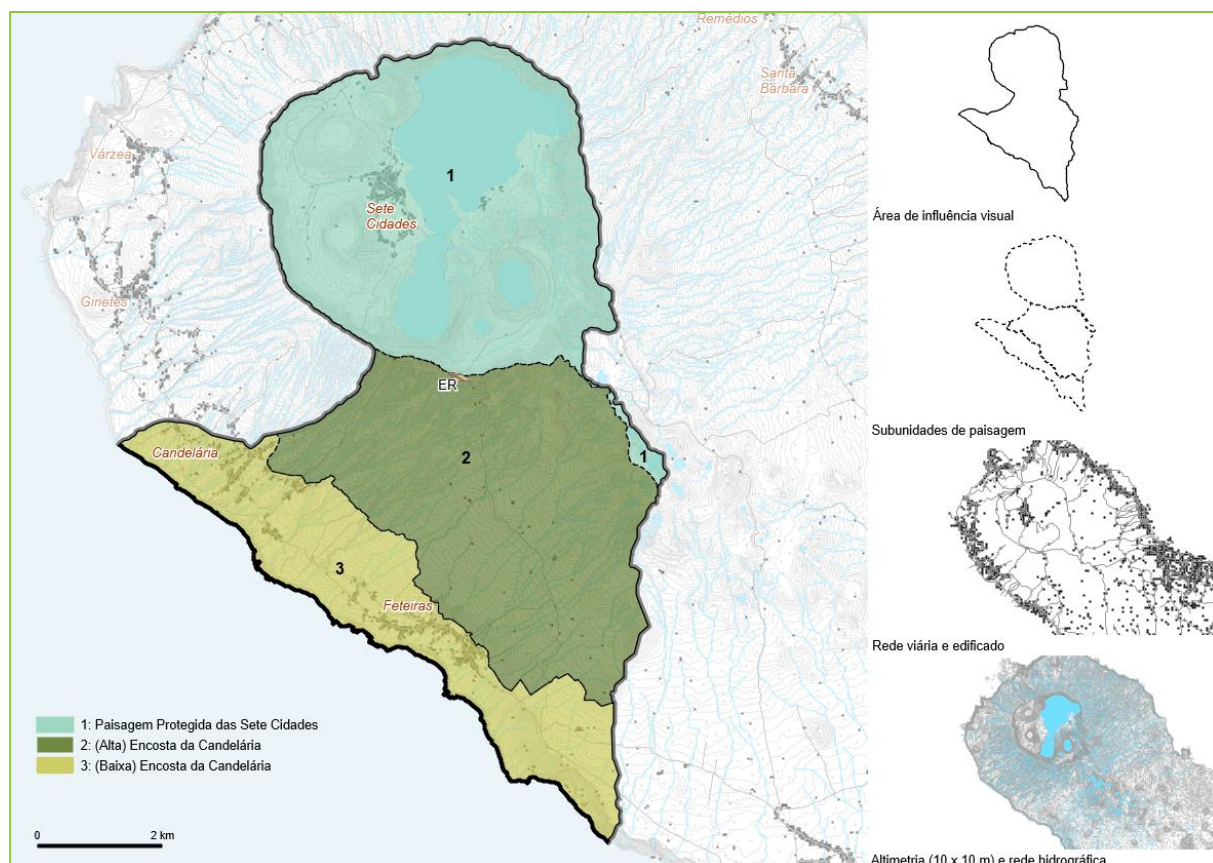 Remédios
Santa
Bárbara
Várzea
1
Sete
Cidades
Ginetes
ER
Candelária
2
1
3
Feteiras
1: Paisagem Protegida das Sete Cidades
2: (Alta) Encosta da Candelária
3: (Baixa) Encosta da Candelária
0 2 km
Área de influência visual
Subunidades de paisagem
Rede viária e edificado
Altimetria (10 x 10 m) e rede hidrográfica